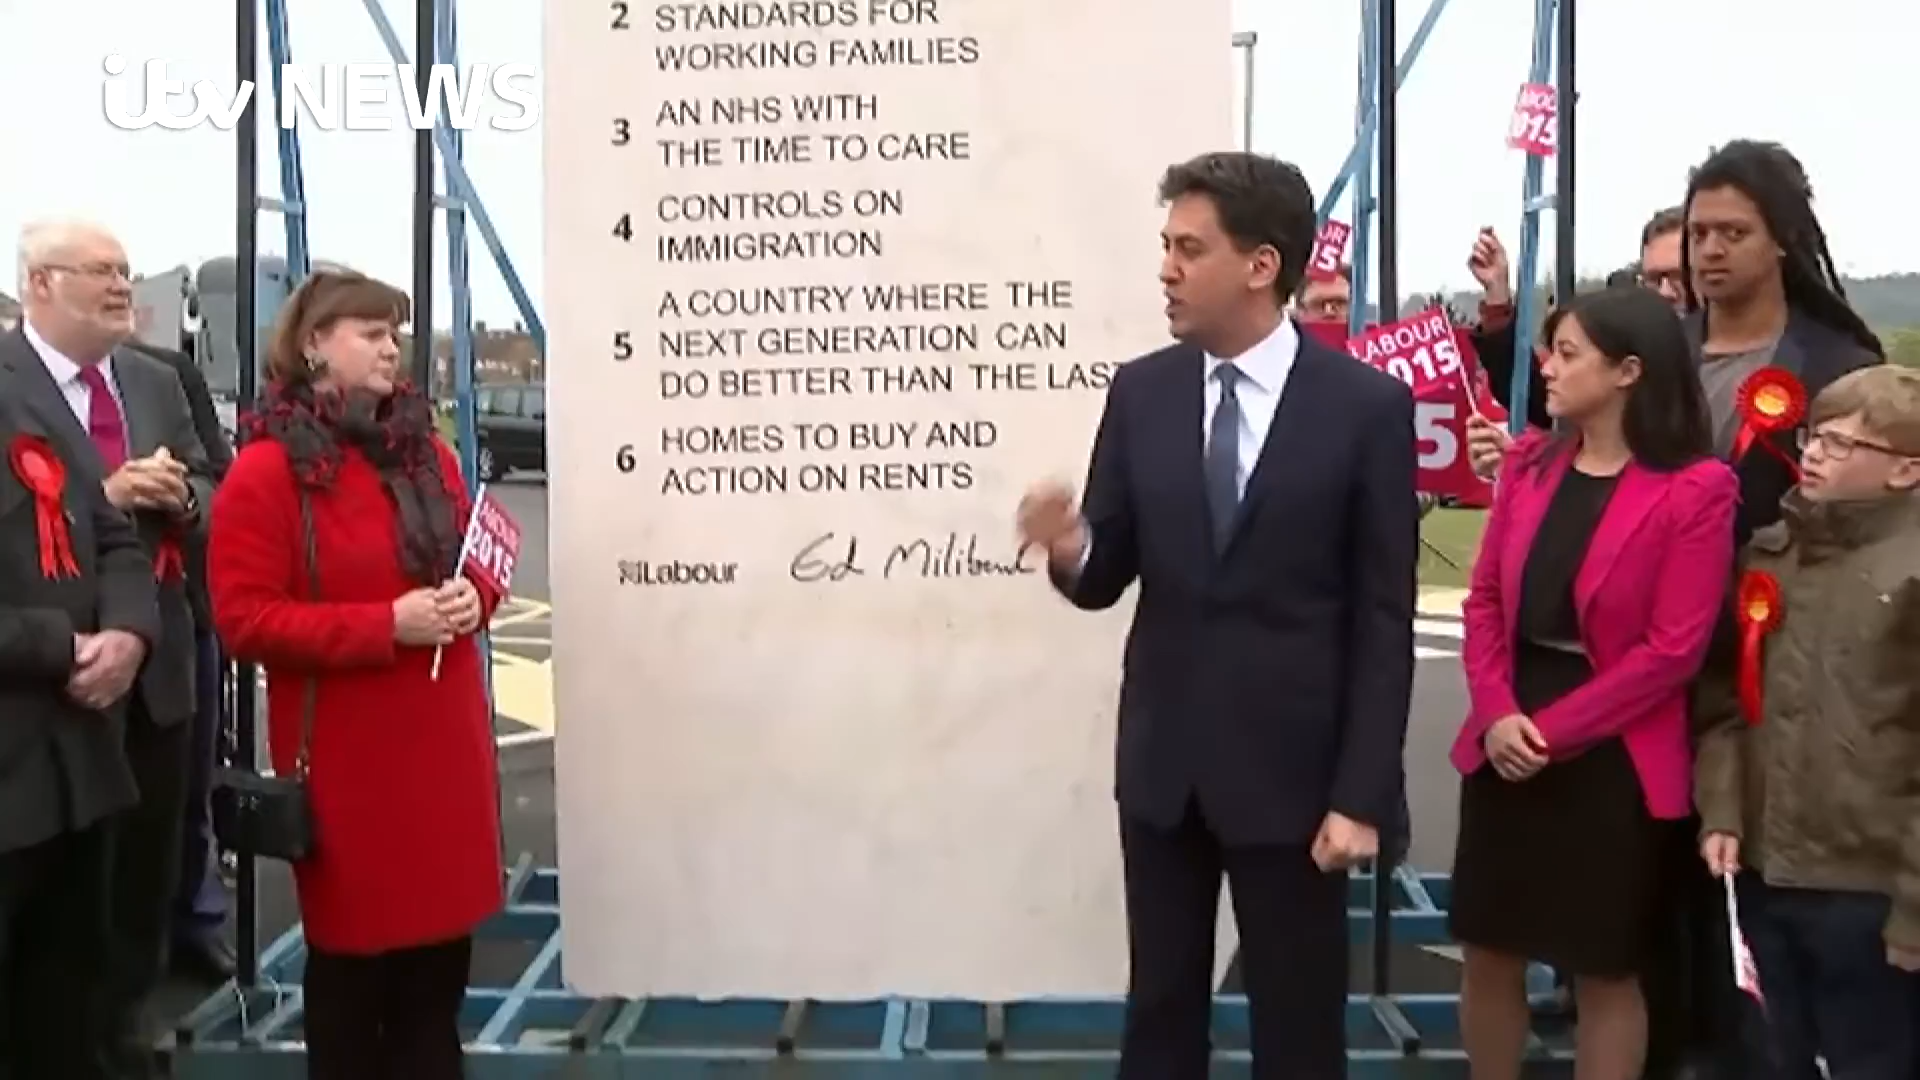 itv NEWS
2 STANDARDS FOR
WORKING FAMILIES
3 AN NHS WITH
THE TIME TO CARE
4 CONTROLS ON
IMMIGRATION
A COUNTRY WHERE THE
5 NEXT GENERATION CAN
DO BETTER THAN THE LAST
6 HOMES TO BUY AND
ACTION ON RENTS
Labour Ed Miliband
LABOUR
2015
LABOUR
2015